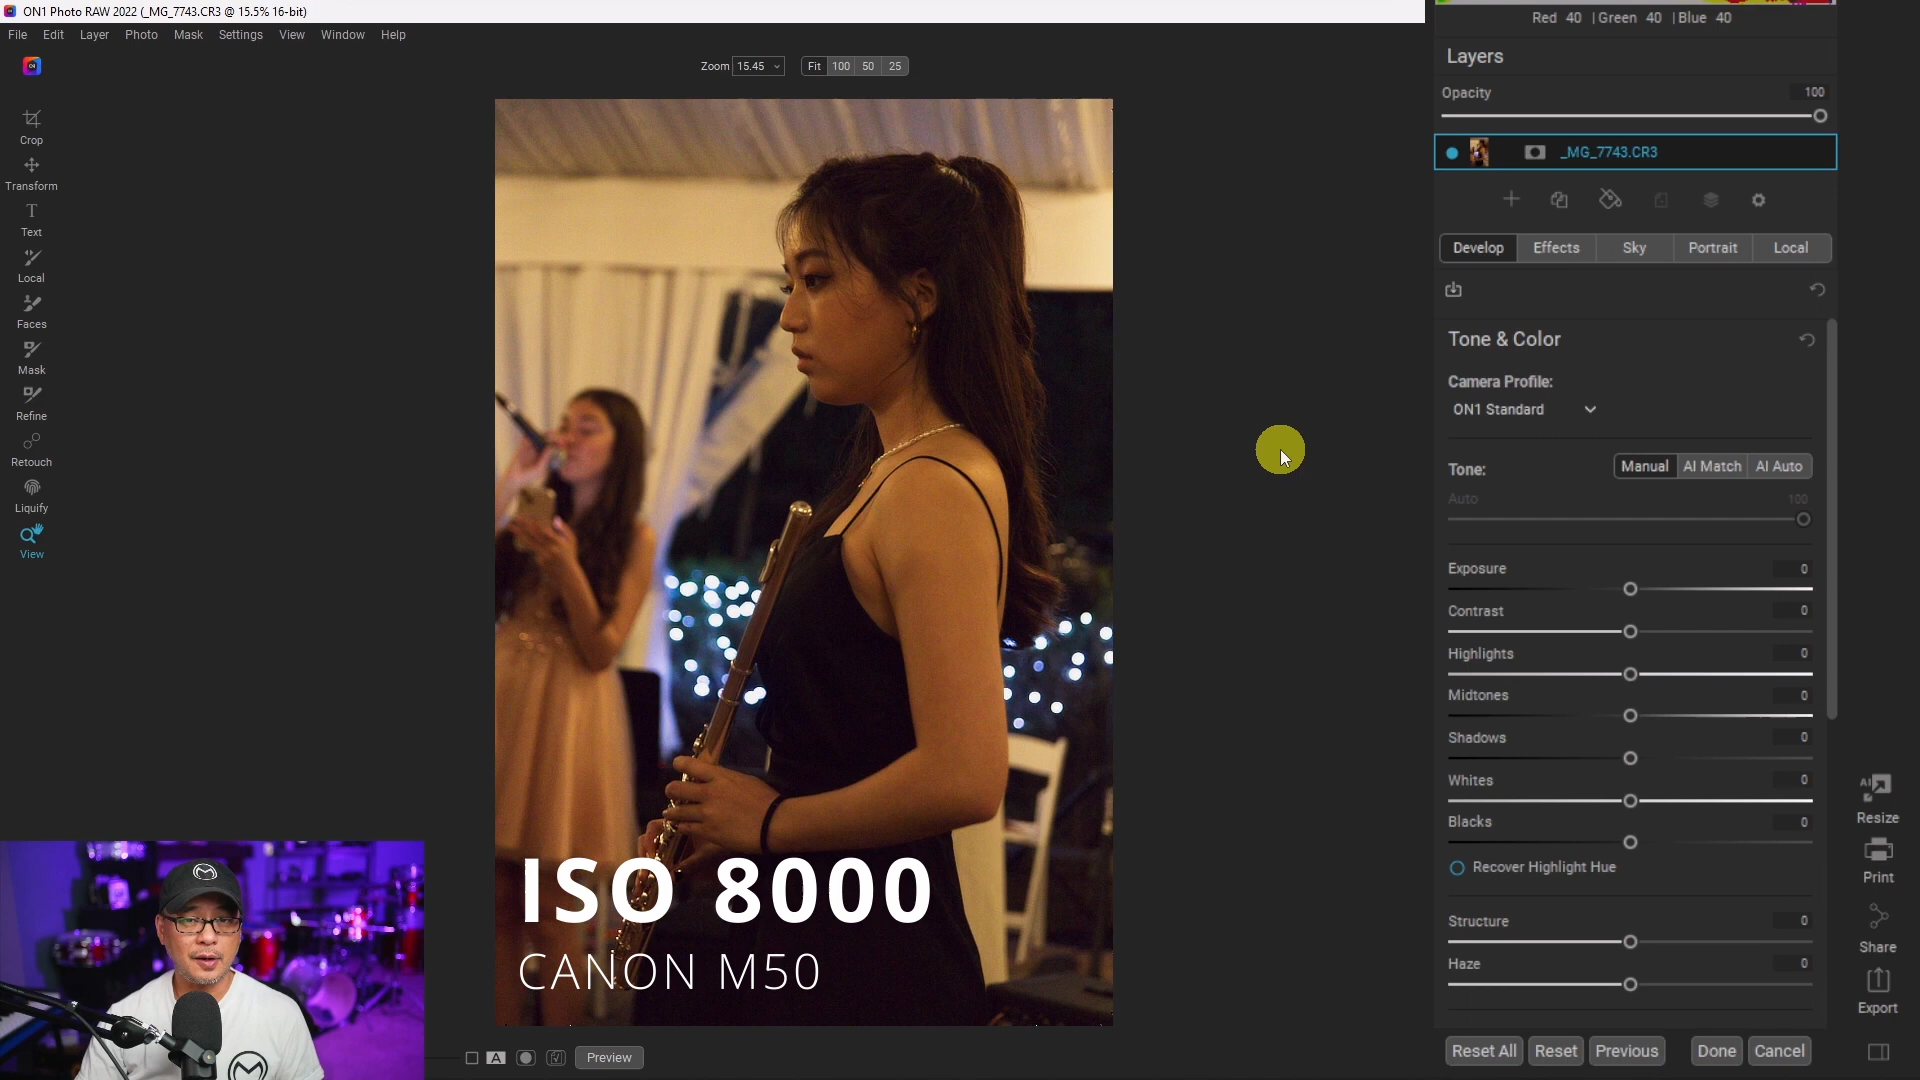 ON1 Photo RAW 2022 (_MG_7743.CR3 @ 15.5% 16-bit)
File Edit Layer Photo Mask Settings View Window Help
Zoom 15.45 Fit 100 50 25
Crop
Transform
Text
Local
Faces
Mask
Refine
Retouch
Liquify
View
ISO 8000
CANON M50
A Preview
Red 40 | Green 40 | Blue 40
Layers
Opacity 100
_MG_7743.CR3
Develop Effects Sky Portrait Local
Tone & Color
Camera Profile:
ON1 Standard
Tone: Manual AI Match AI Auto
Auto 100
Exposure 0
Contrast 0
Highlights 0
Midtones 0
Shadows 0
Whites 0
Blacks 0
Recover Highlight Hue
Structure 0
Haze 0
Reset All Reset Previous Done Cancel
AI
Resize
Print
Share
Export